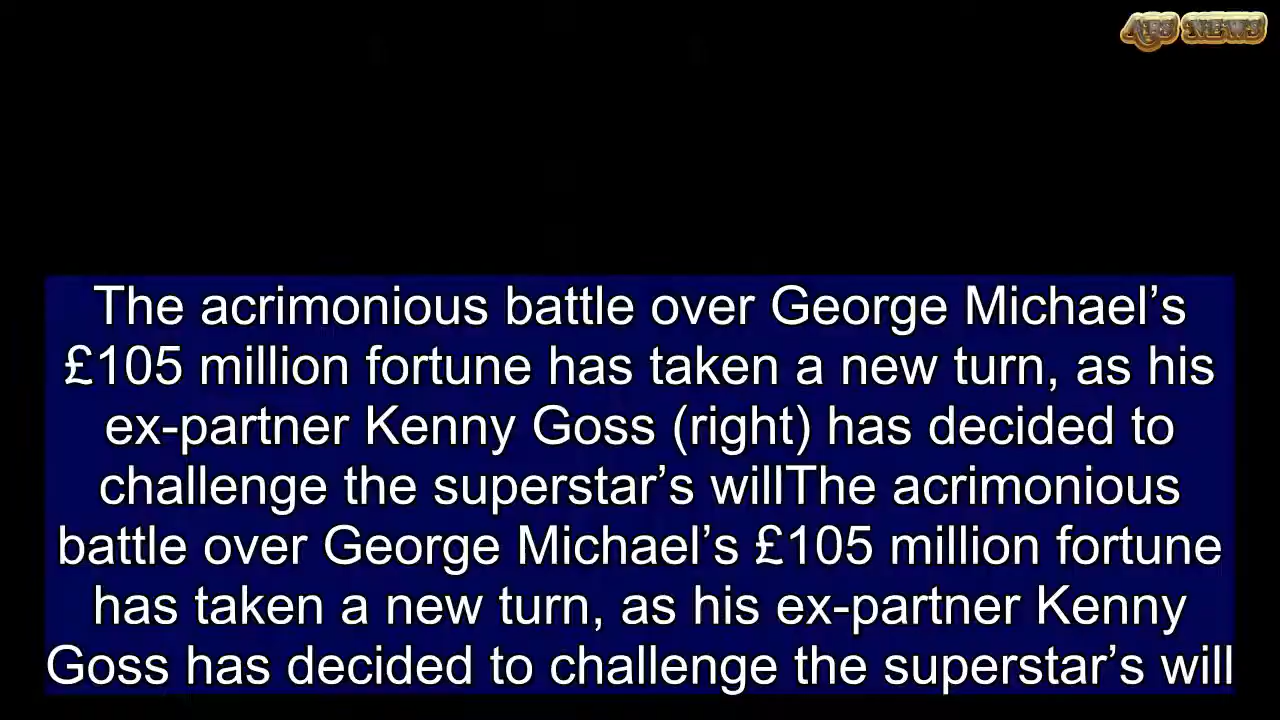 AFS NEWS
The acrimonious battle over George Michael’s
£105 million fortune has taken a new turn, as his
ex-partner Kenny Goss (right) has decided to
challenge the superstar’s willThe acrimonious
battle over George Michael’s £105 million fortune
has taken a new turn, as his ex-partner Kenny
Goss has decided to challenge the superstar’s will